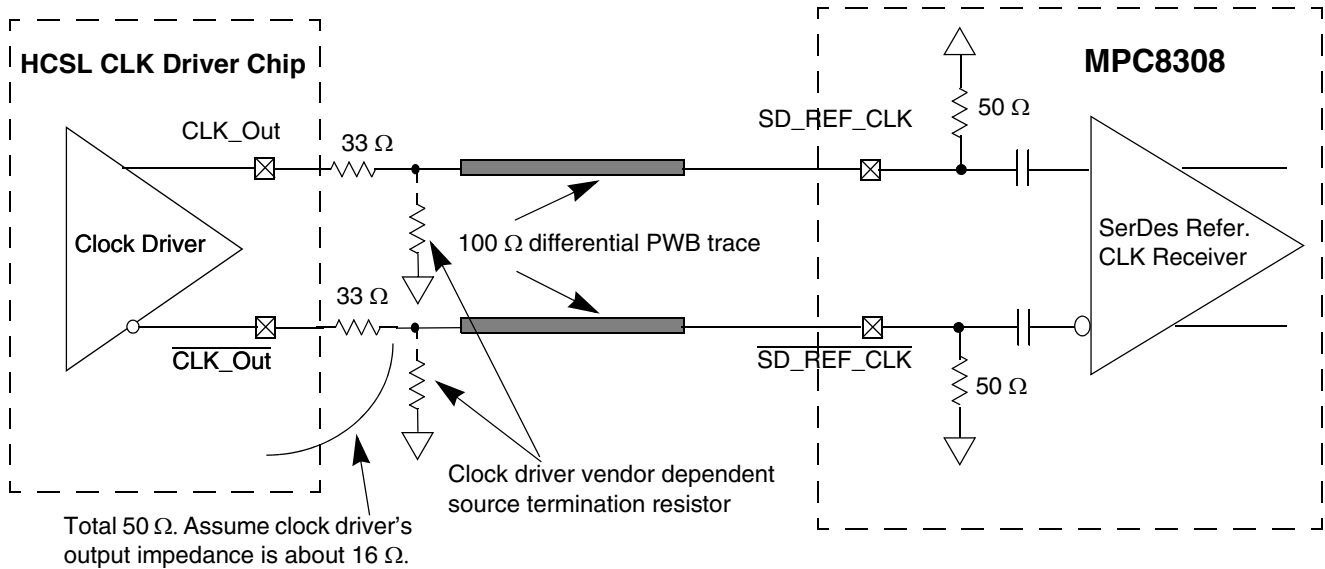 HCSL CLK Driver Chip
MPC8308
CLK_Out
33 Ω
SD_REF_CLK
50 Ω
Clock Driver
100 Ω differential PWB trace
SerDes Refer.
CLK Receiver
33 Ω
CLK_Out
SD_REF_CLK
50 Ω
Clock driver vendor dependent
source termination resistor
Total 50 Ω. Assume clock driver's
output impedance is about 16 Ω.